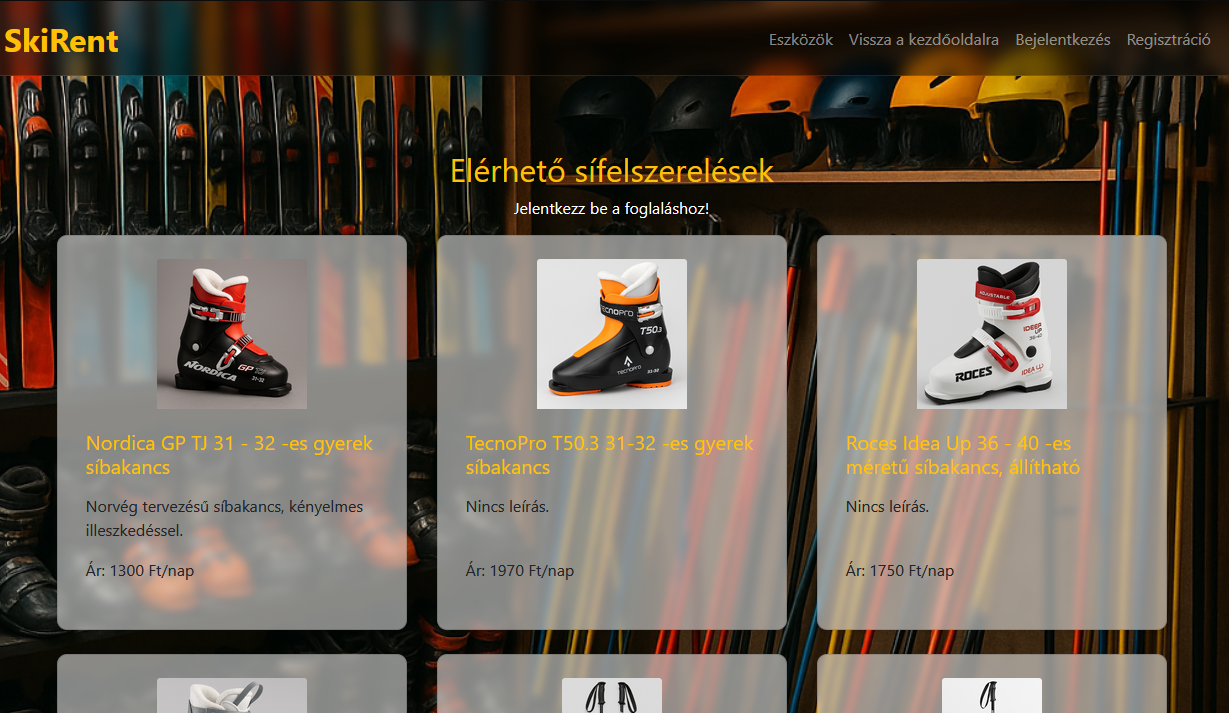 SkiRent
Eszközök Vissza a kezdőoldalra Bejelentkezés Regisztráció
Elérhető sífelszerelések
Jelentkezz be a foglaláshoz!
NORDICA GP TJ 31-32
TECNOPRO T50.3 TECNOPRO 31-32
ADJUSTABLE IDEEP UP 36-40 ROCES IDEA UP
Nordica GP TJ 31 - 32 -es gyerek
síbakancs
Norvég tervezésű síbakancs, kényelmes
illeszkedéssel.
Ár: 1300 Ft/nap
TecnoPro T50.3 31-32 -es gyerek
síbakancs
Nincs leírás.
Ár: 1970 Ft/nap
Roces Idea Up 36 - 40 -es
méretű síbakancs, állítható
Nincs leírás.
Ár: 1750 Ft/nap